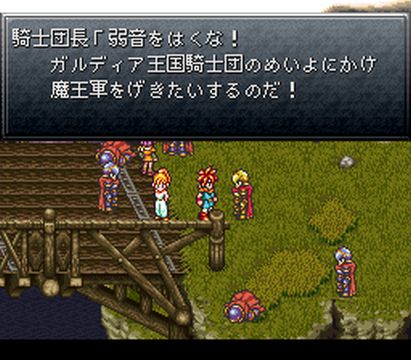 騎士団長「弱音をはくな！
ガルディア王国騎士団のめいよにかけ
魔王軍をげきたいするのだ！